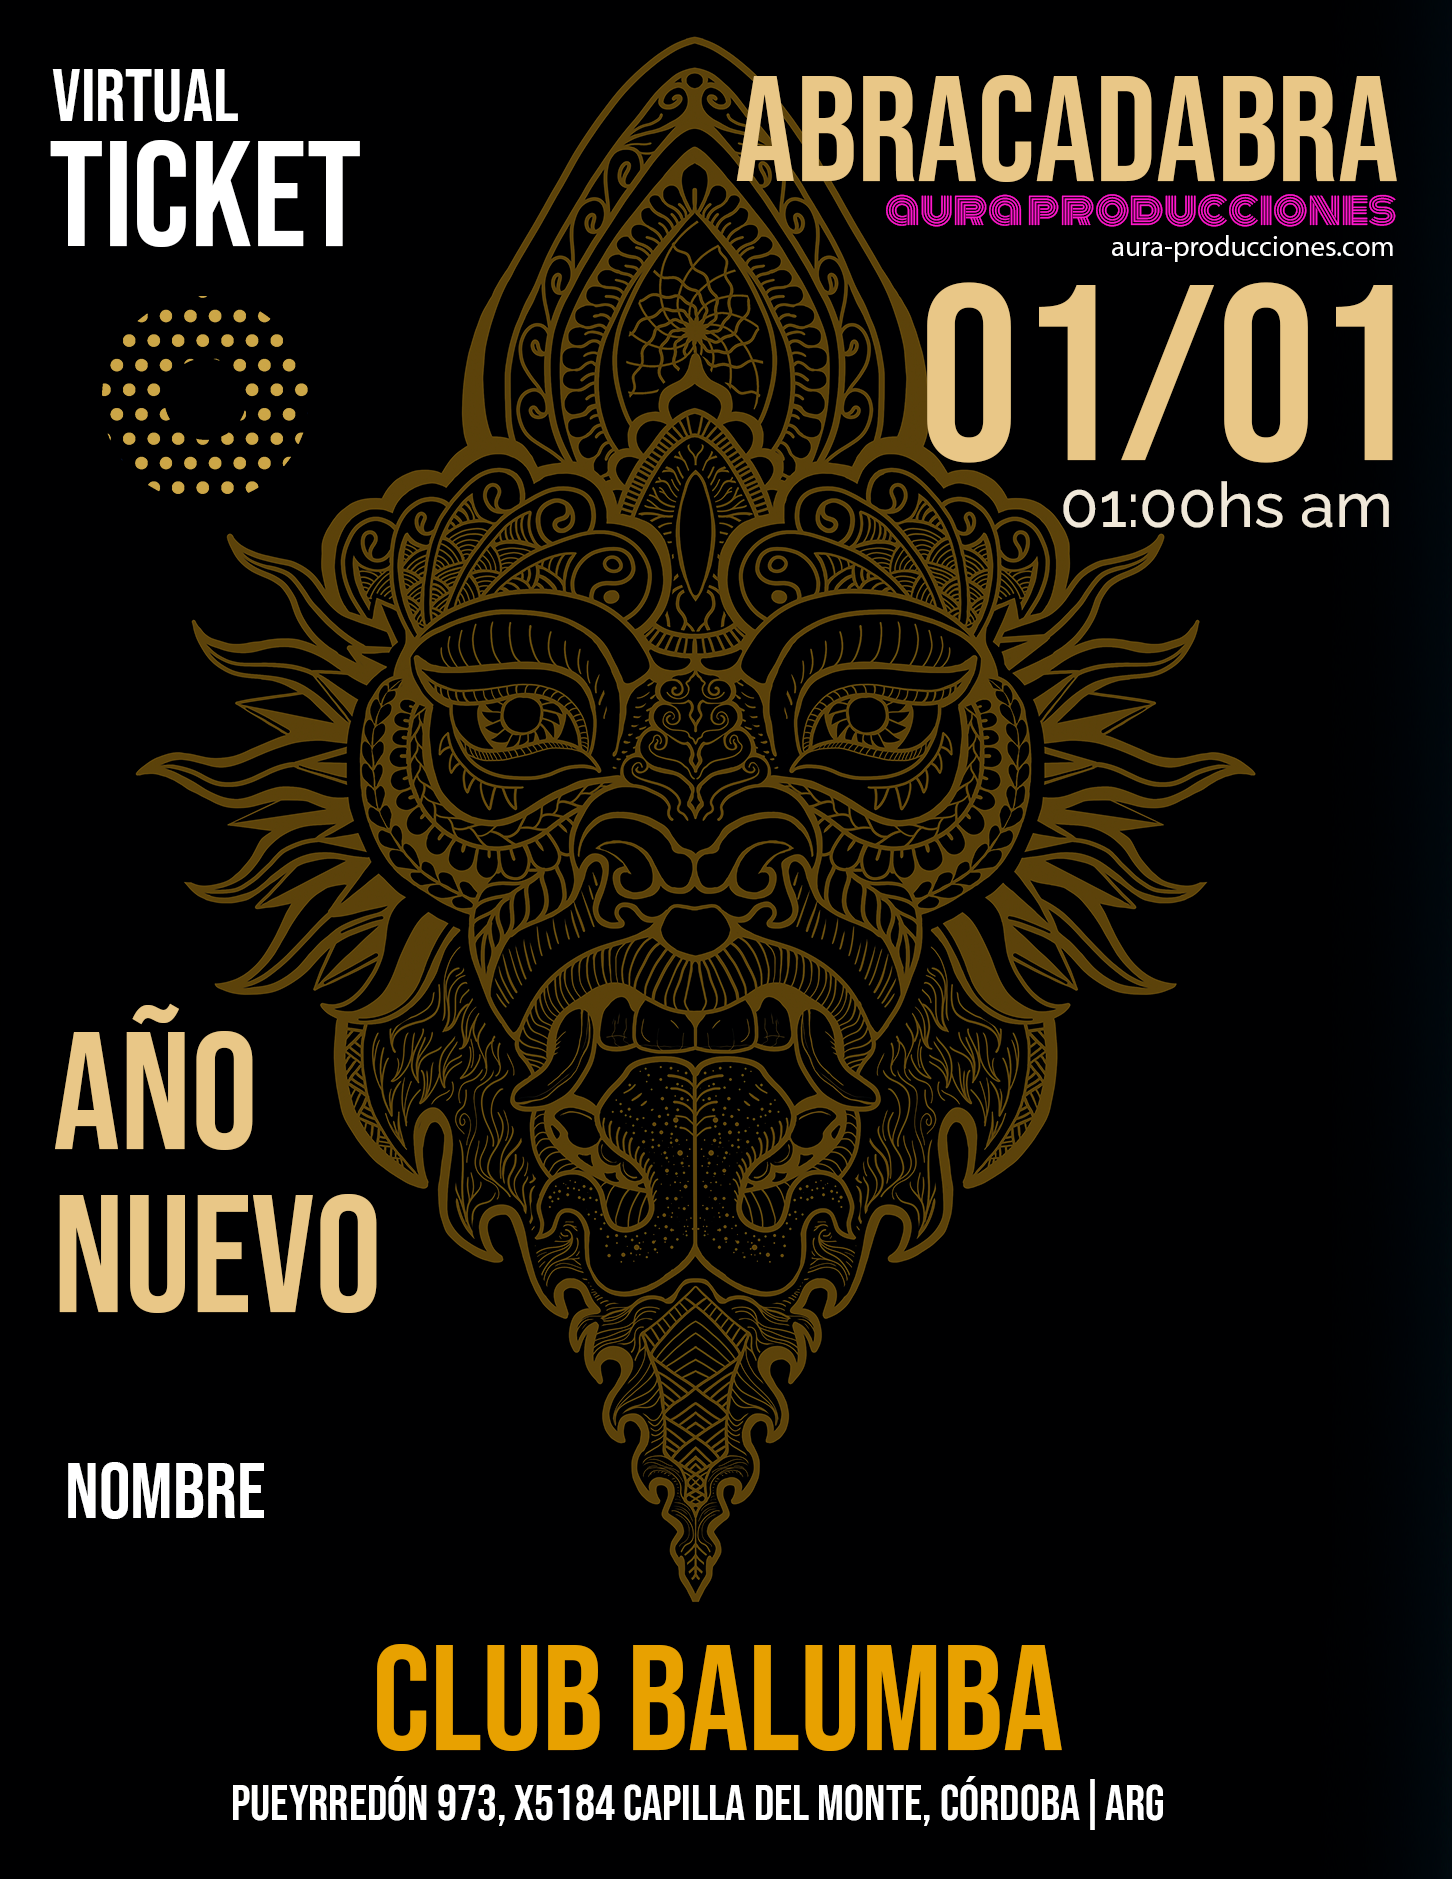 VIRTUAL
TICKET
ABRACADABRA
aURa PRODUCCIONES
aura-producciones.com
01/01
01:00hs am
AÑO
NUEVO
NOMBRE
CLUB BALUMBA
PUEYRREDÓN 973, X5184 CAPILLA DEL MONTE, CÓRDOBA | ARG